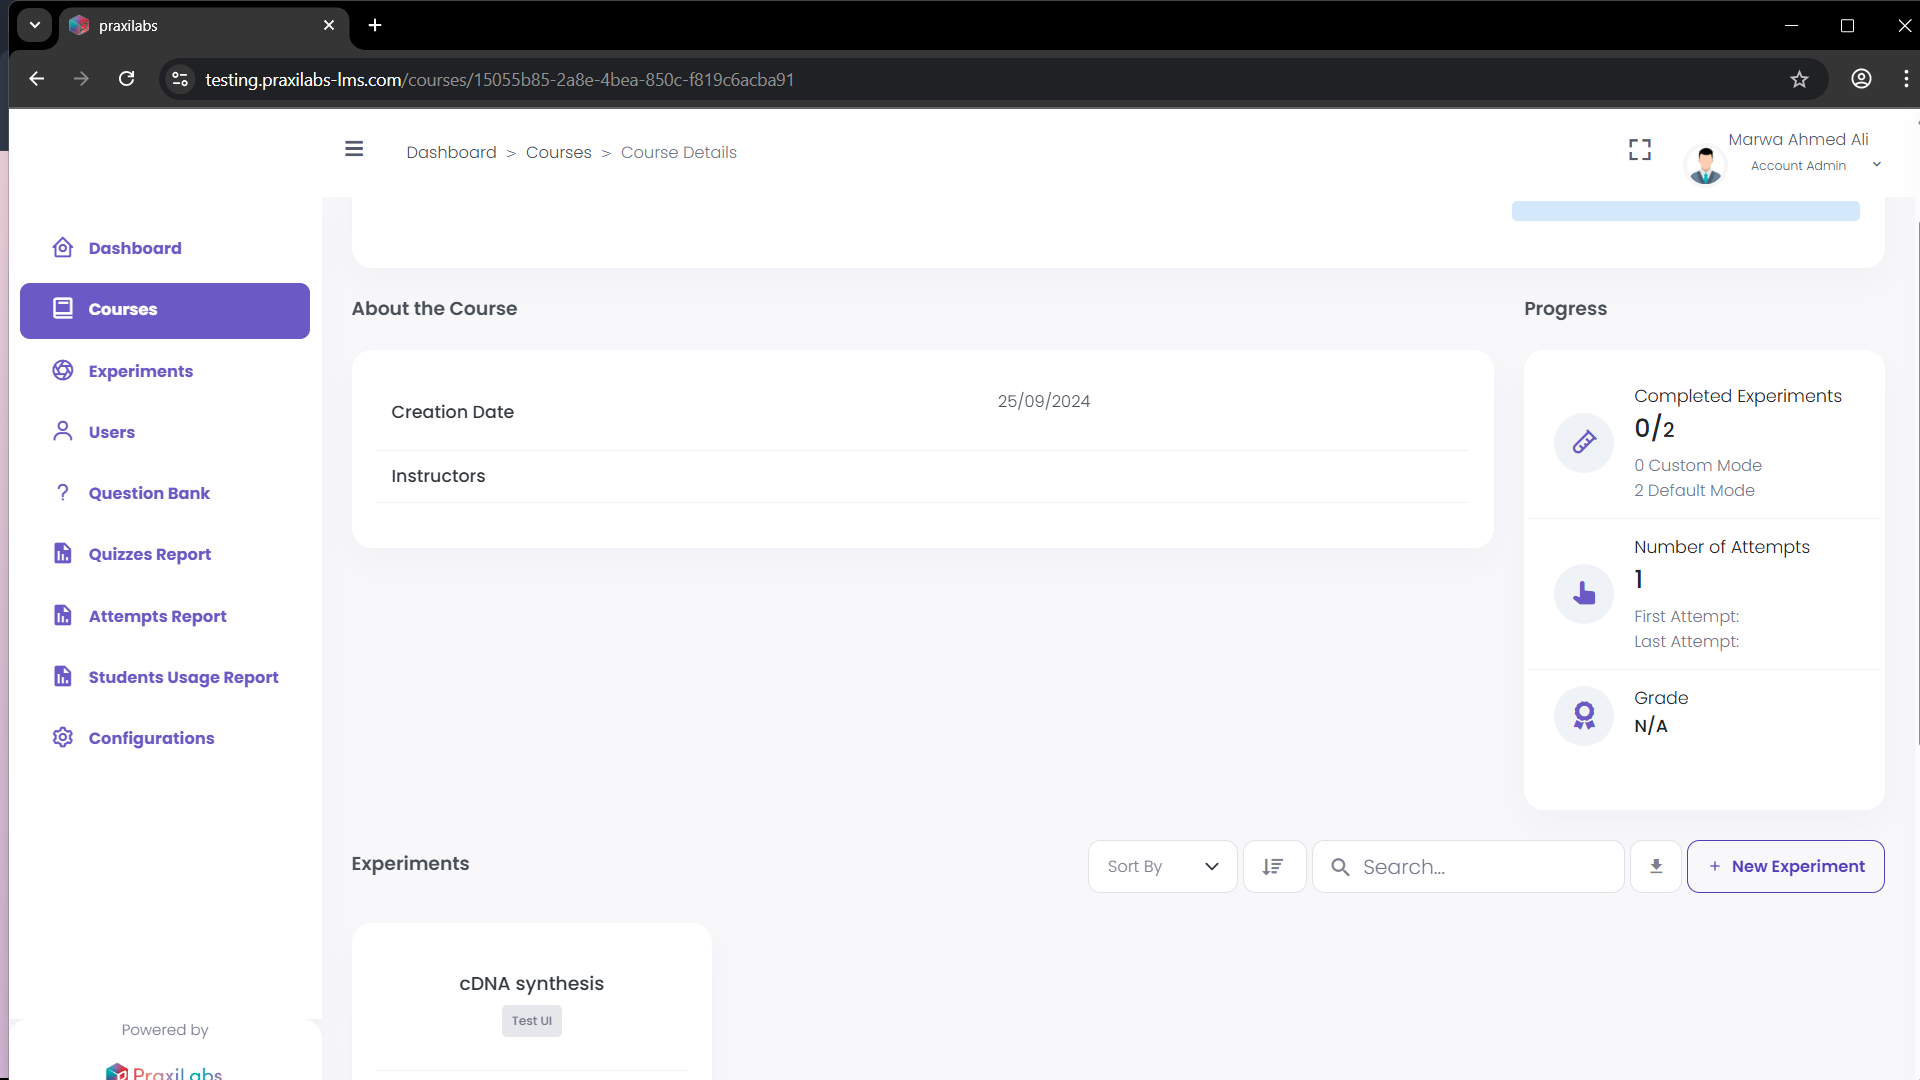 praxilabs
testing.praxilabs-lms.com/courses/15055b85-2a8e-4bea-850c-f819c6acba91
Dashboard > Courses > Course Details
Marwa Ahmed Ali
Account Admin
Dashboard
Courses
Experiments
Users
Question Bank
Quizzes Report
Attempts Report
Students Usage Report
Configurations
Powered by
PraxiLabs
About the Course
Creation Date
25/09/2024
Instructors
Progress
Completed Experiments
0/2
0 Custom Mode
2 Default Mode
Number of Attempts
1
First Attempt:
Last Attempt:
Grade
N/A
Experiments
Sort By
Search...
+ New Experiment
cDNA synthesis
Test UI